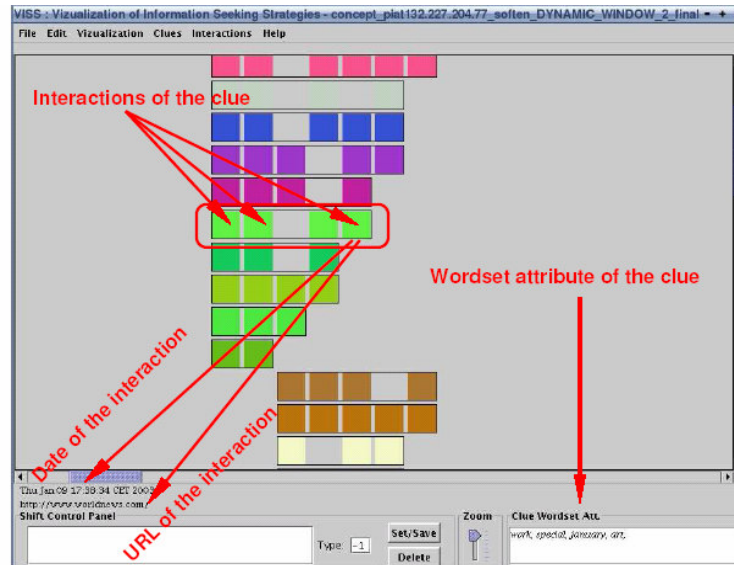 VISS : Vizualization of Information Seeking Strategies - concept_piat132.227.204.77_soften_DYNAMIC_WINDOW_2_final
File Edit Vizualization Clues Interactions Help
Interactions of the clue
Wordset attribute of the clue
Date of the interaction
URL of the interaction
Thu Jan 09 17:38:34 CET 2003
http://www.worldnews.com/
Shift Control Panel
Zoom
Clue Wordset Att.
Type: -1
Set/Save
Delete
work, special, january, art,